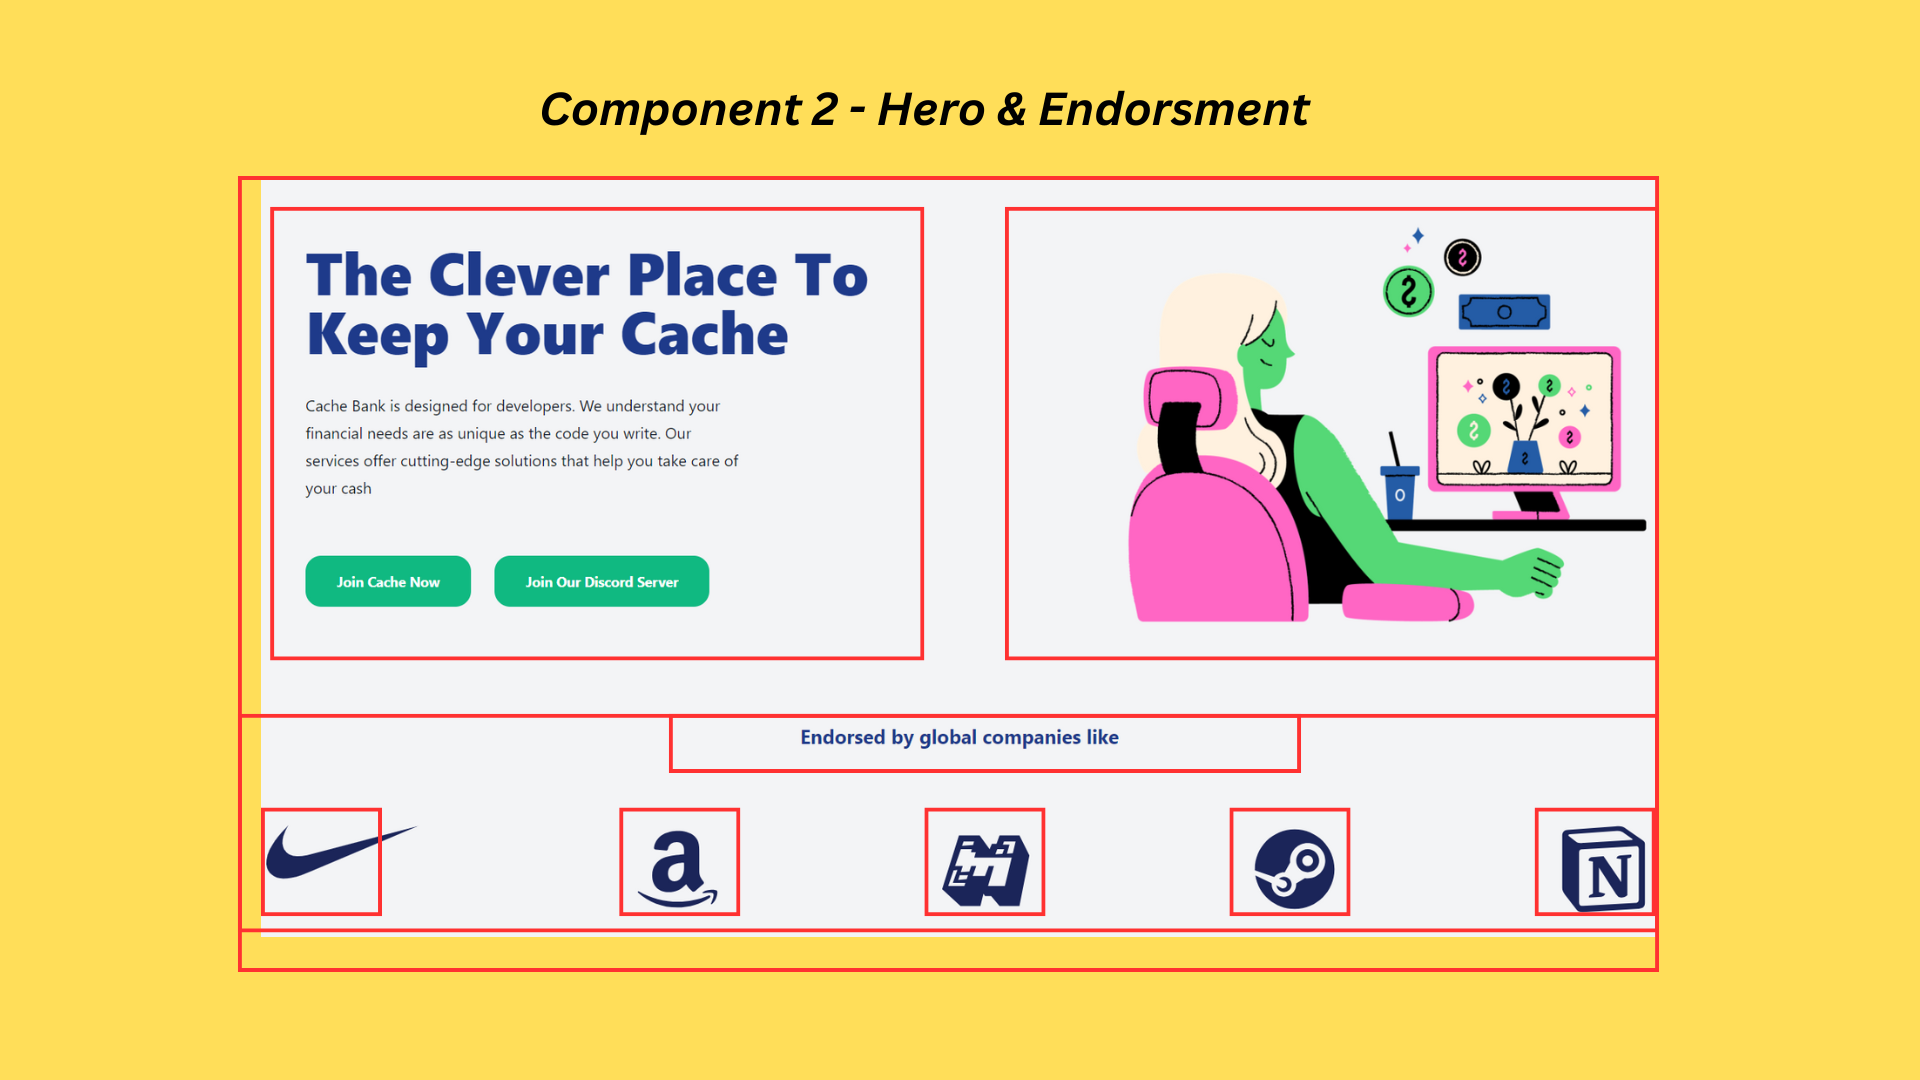 Component 2 - Hero & Endorsment
The Clever Place To
Keep Your Cache
Cache Bank is designed for developers. We understand your
financial needs are as unique as the code you write. Our
services offer cutting-edge solutions that help you take care of
your cash
Join Cache Now
Join Our Discord Server
Endorsed by global companies like
a
N